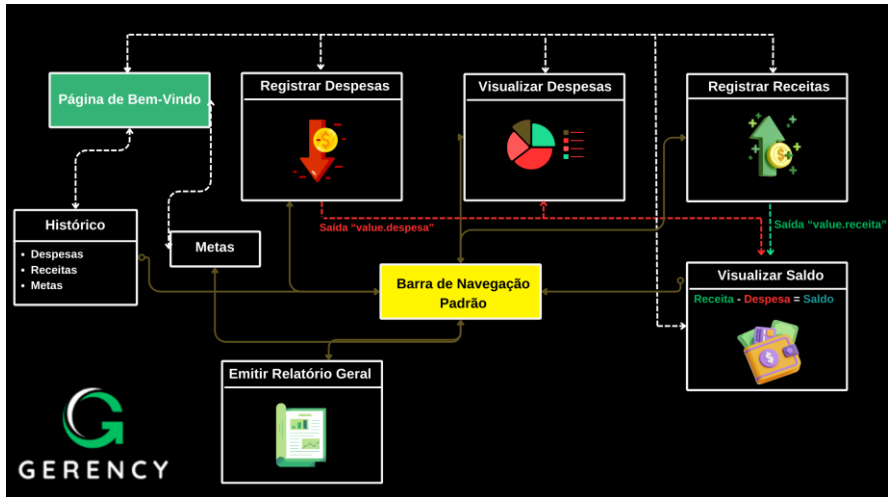 Registrar Despesas
Visualizar Despesas
Registrar Receitas
Página de Bem-Vindo
Histórico
• Despesas
• Receitas
• Metas
Metas
Saída “value.despesa”
Saída “value.receita”
Barra de Navegação
Padrão
Visualizar Saldo
Receita - Despesa = Saldo
Emitir Relatório Geral
GERENCY